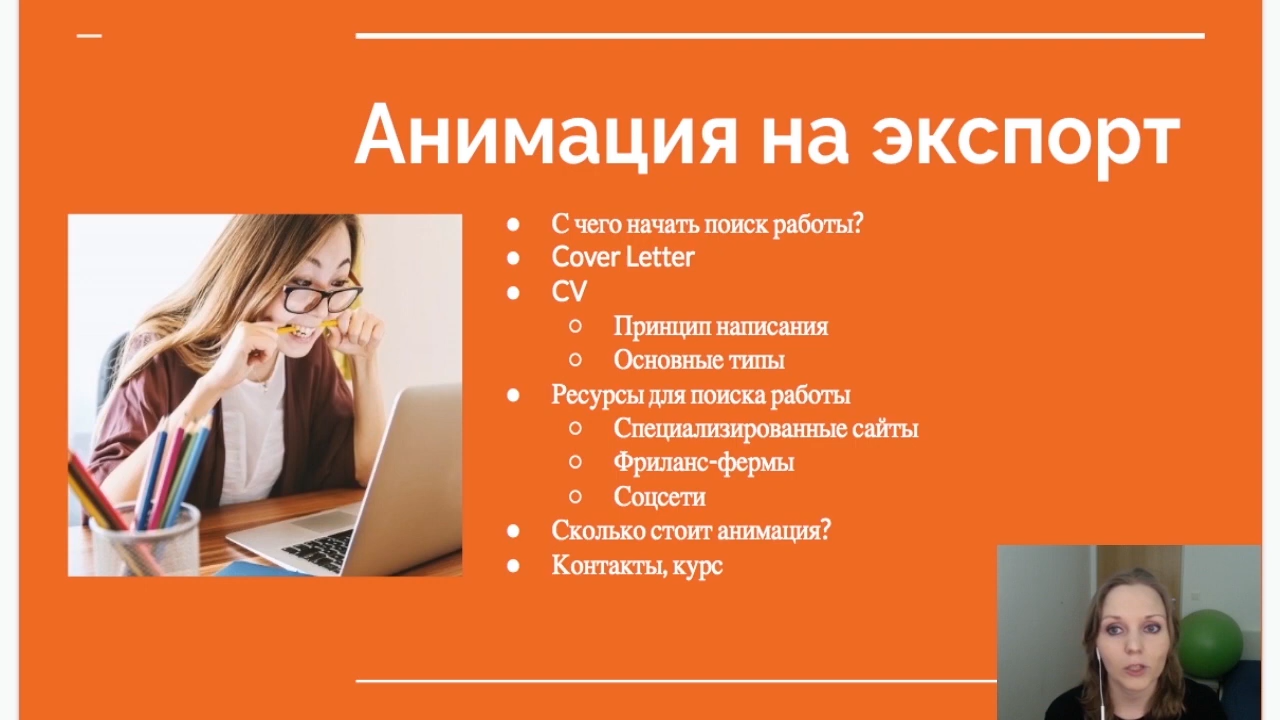 Анимация на экспорт
● С чего начать поиск работы?
● Cover Letter
● CV
○ Принцип написания
○ Основные типы
● Ресурсы для поиска работы
○ Специализированные сайты
○ Фриланс-фермы
○ Соцсети
● Сколько стоит анимация?
● Контакты, курс